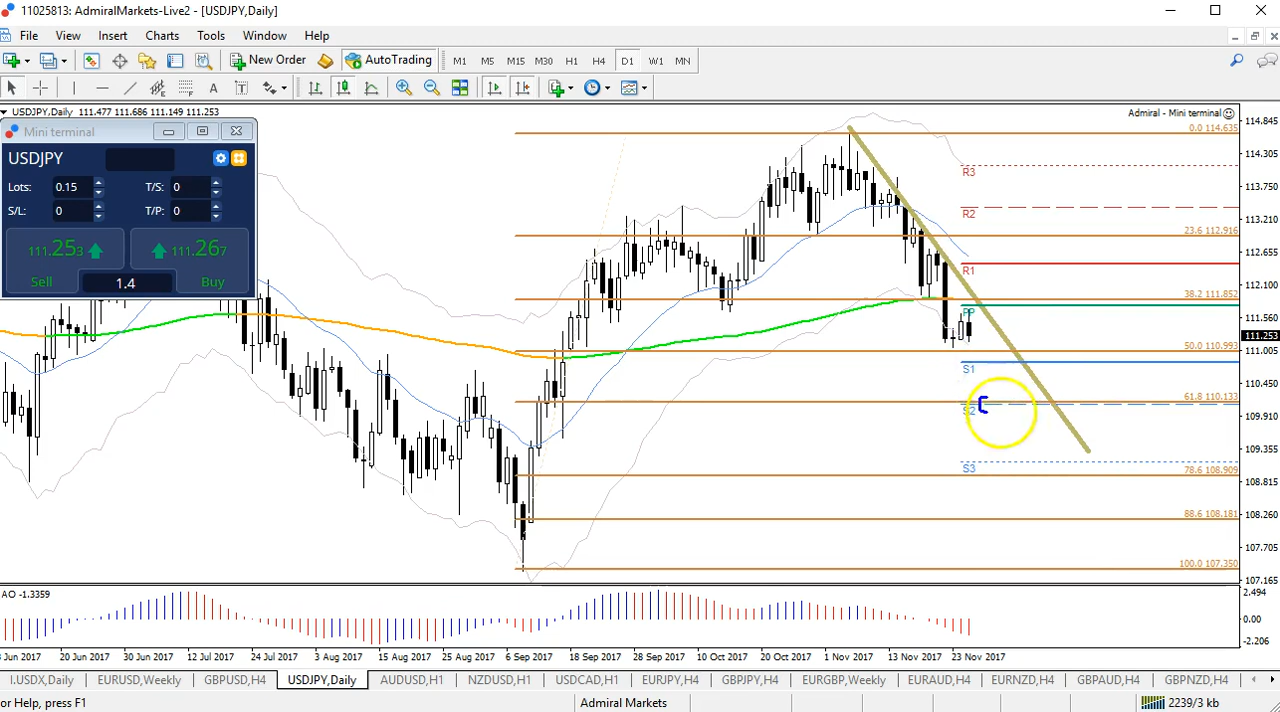 11025813: AdmiralMarkets-Live2 - [USDJPY,Daily]
File View Insert Charts Tools Window Help
New Order AutoTrading M1 M5 M15 M30 H1 H4 D1 W1 MN
A T
USDJPY,Daily 111.477 111.686 111.149 111.253
Admiral - Mini terminal
Mini terminal
USDJPY
Lots: 0.15 T/S: 0
S/L: 0 T/P: 0
111.253 111.267
Sell 1.4 Buy
0.0 114.635
R3
R2
23.6 112.916
R1
38.2 111.852
PP
50.0 110.993
S1
61.8 110.133
S2
S3
78.6 108.909
88.6 108.181
100.0 107.350
114.845
114.305
113.750
113.210
112.655
112.100
111.560
111.253
111.005
110.450
109.910
109.355
108.815
108.260
107.705
107.165
AO -1.3359
2.494
0.00
-2.206
Jun 2017 20 Jun 2017 30 Jun 2017 12 Jul 2017 24 Jul 2017 3 Aug 2017 15 Aug 2017 25 Aug 2017 6 Sep 2017 18 Sep 2017 28 Sep 2017 10 Oct 2017 20 Oct 2017 1 Nov 2017 13 Nov 2017 23 Nov 2017
I.USDX,Daily EURUSD,Weekly GBPUSD,H4 USDJPY,Daily AUDUSD,H1 NZDUSD,H1 USDCAD,H1 EURJPY,H4 GBPJPY,H4 EURGBP,Weekly EURAUD,H4 EURNZD,H4 GBPAUD,H4 GBPNZD,H4
or Help, press F1 Admiral Markets 2239/3 kb